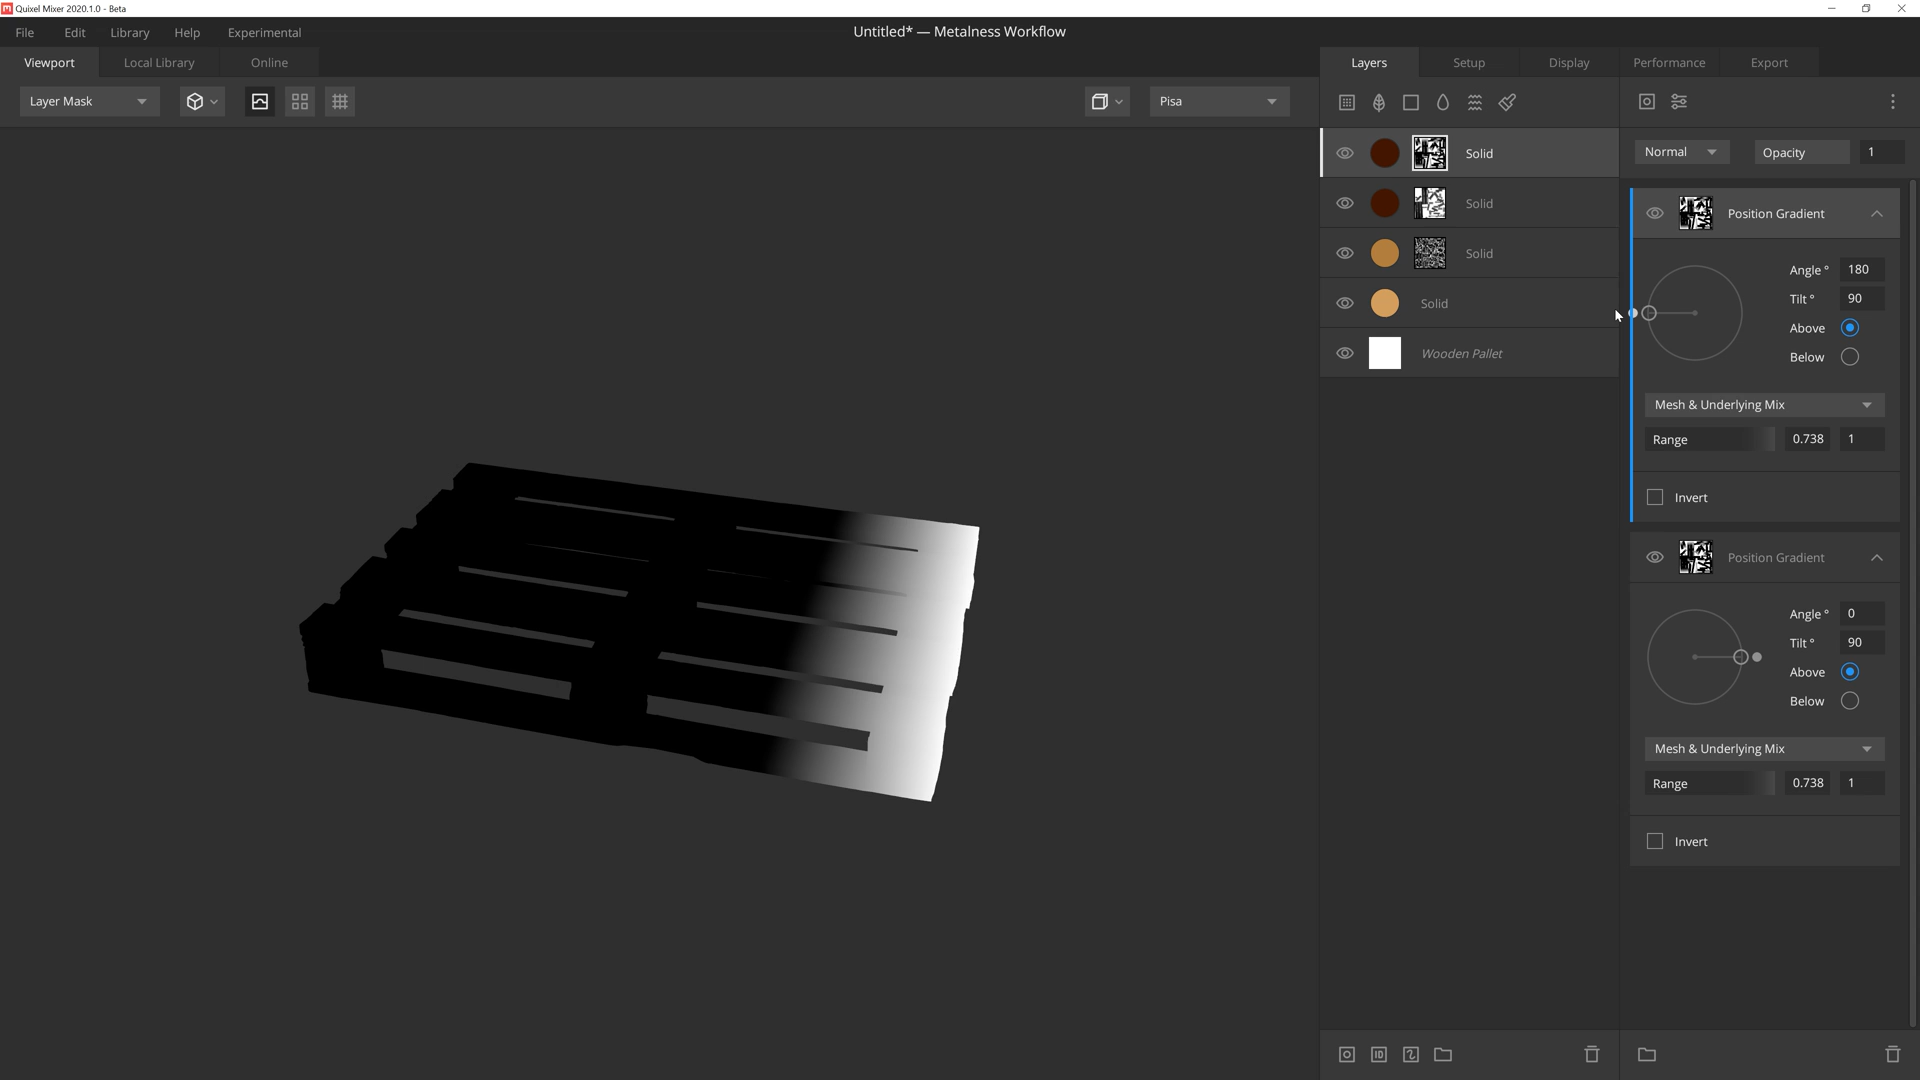 Quixel Mixer 2020.1.0 - Beta
File Edit Library Help Experimental
Untitled* — Metalness Workflow
Viewport Local Library Online
Layers Setup Display Performance Export
Layer Mask
Pisa
Normal Opacity 1
Solid
Solid
Solid
Solid
Wooden Pallet
Position Gradient
Angle ° 180
Tilt ° 90
Above
Below
Mesh & Underlying Mix
Range 0.738 1
Invert
Position Gradient
Angle ° 0
Tilt ° 90
Above
Below
Mesh & Underlying Mix
Range 0.738 1
Invert
ID